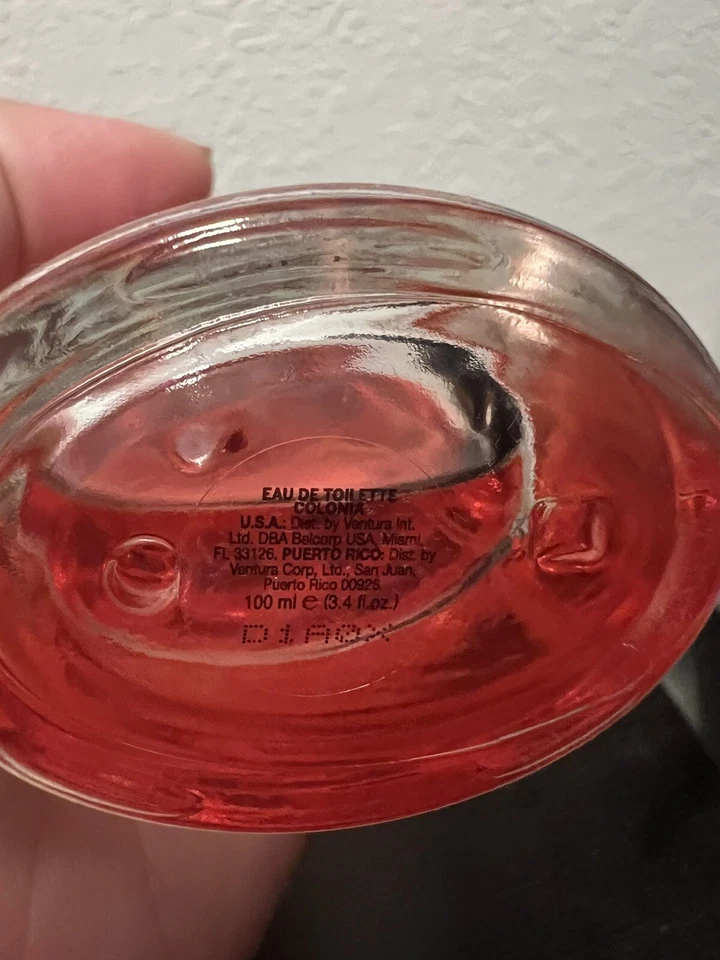 EAU DE TOILETTE
COLONIA
U.S.A.: Dist. by Ventura Int.
Ltd. DBA Belcorp USA, Miami,
FL 33126. PUERTO RICO: Dist. by
Ventura Corp, Ltd., San Juan,
Puerto Rico 00926.
100 ml e (3.4 fl.oz.)
D1A0X